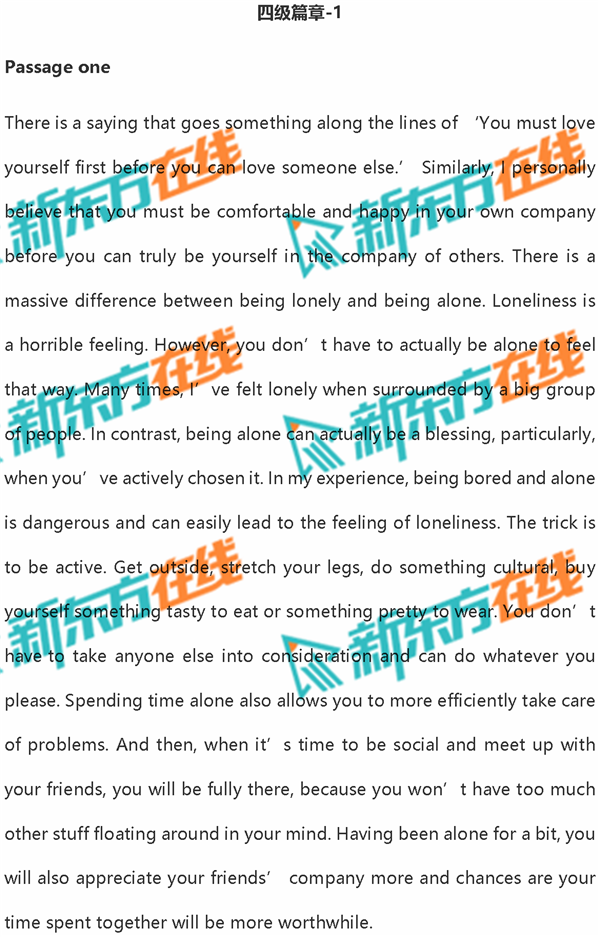 四级篇章-1
Passage one
There is a saying that goes something along the lines of ‘You must love
yourself first before you can love someone else.’ Similarly, I personally
believe that you must be comfortable and happy in your own company
before you can truly be yourself in the company of others. There is a
massive difference between being lonely and being alone. Loneliness is
a horrible feeling. However, you don’t have to actually be alone to feel
that way. Many times, I’ve felt lonely when surrounded by a big group
of people. In contrast, being alone can actually be a blessing, particularly,
when you’ve actively chosen it. In my experience, being bored and alone
is dangerous and can easily lead to the feeling of loneliness. The trick is
to be active. Get outside, stretch your legs, do something cultural, buy
yourself something tasty to eat or something pretty to wear. You don’t
have to take anyone else into consideration and can do whatever you
please. Spending time alone also allows you to more efficiently take care
of problems. And then, when it’s time to be social and meet up with
your friends, you will be fully there, because you won’t have too much
other stuff floating around in your mind. Having been alone for a bit, you
will also appreciate your friends’ company more and chances are your
time spent together will be more worthwhile.
新东方在线
新东方在线
新东方在线
新东方在线
新东方在线
新东方在线